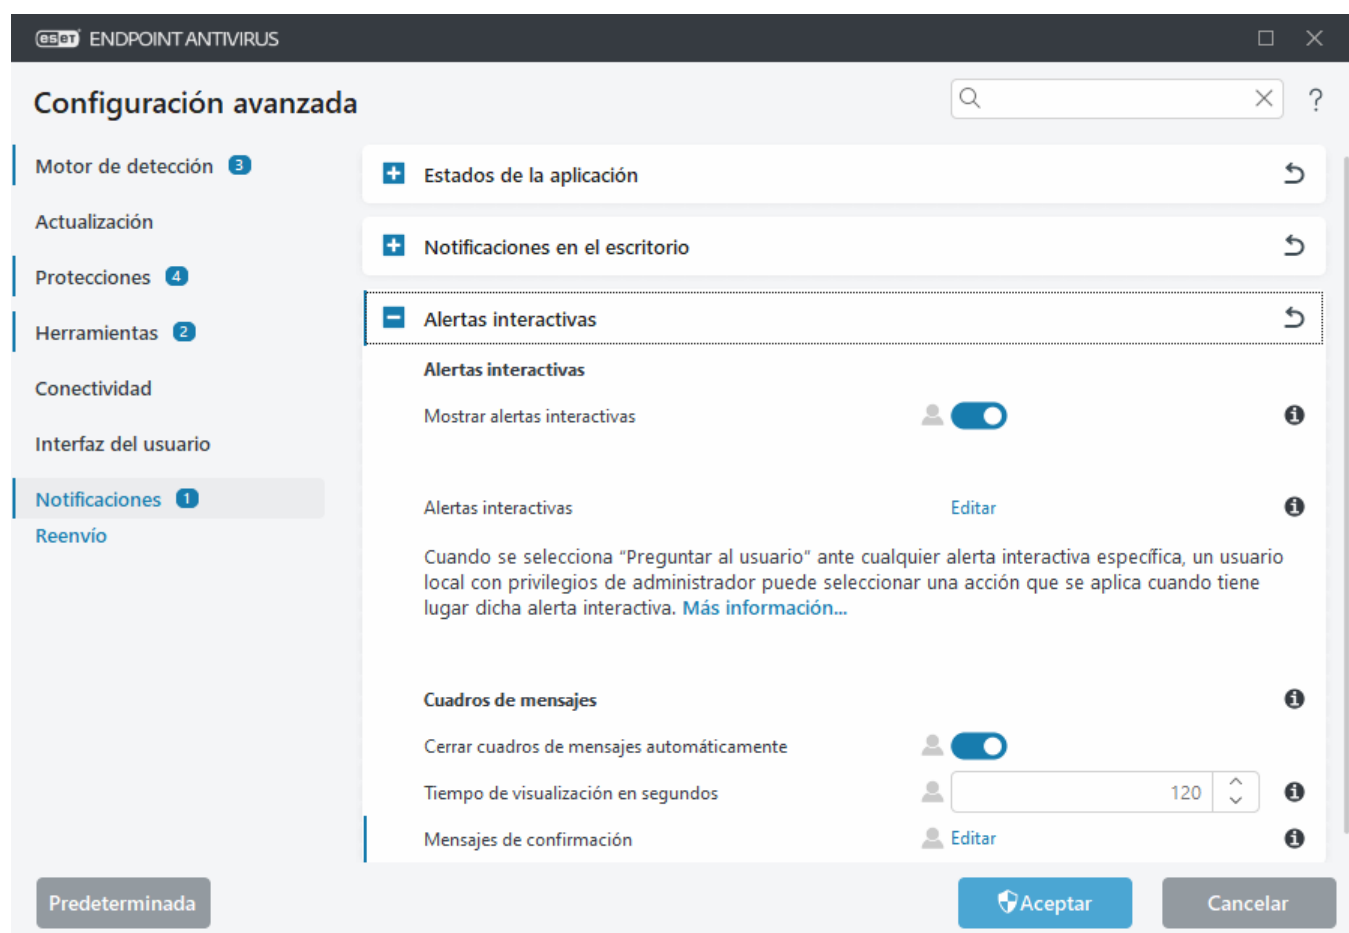 eset ENDPOINT ANTIVIRUS
Configuración avanzada
?
Motor de detección 3
Actualización
Protecciones 4
Herramientas 2
Conectividad
Interfaz del usuario
Notificaciones 1
Reenvío
Estados de la aplicación
Notificaciones en el escritorio
Alertas interactivas
Alertas interactivas
Mostrar alertas interactivas
Alertas interactivas Editar
Cuando se selecciona “Preguntar al usuario” ante cualquier alerta interactiva específica, un usuario
local con privilegios de administrador puede seleccionar una acción que se aplica cuando tiene
lugar dicha alerta interactiva. Más información...
Cuadros de mensajes
Cerrar cuadros de mensajes automáticamente
Tiempo de visualización en segundos 120
Mensajes de confirmación Editar
Predeterminada
Aceptar
Cancelar